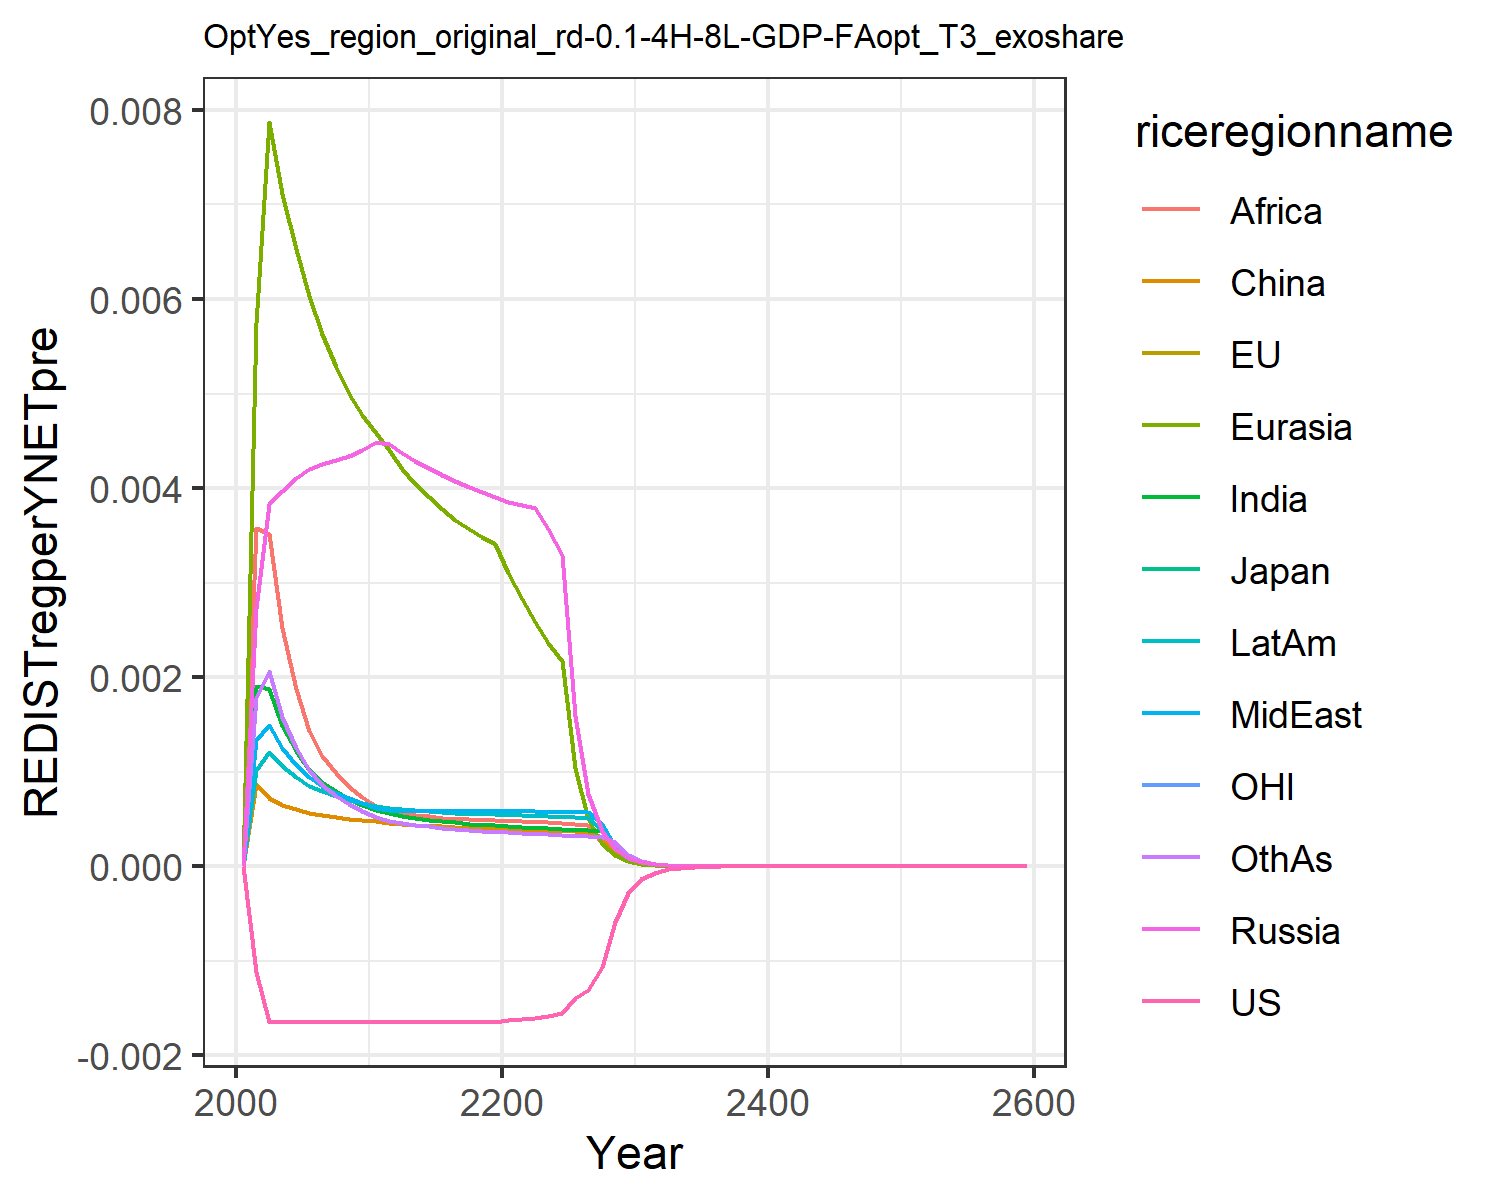 OptYes_region_original_rd-0.1-4H-8L-GDP-FAopt_T3_exoshare
0.008
0.006
0.004
0.002
0.000
-0.002
REDISTregperYNETpre
2000
2200
2400
2600
Year
riceregionname
Africa
China
EU
Eurasia
India
Japan
LatAm
MidEast
OHI
OthAs
Russia
US